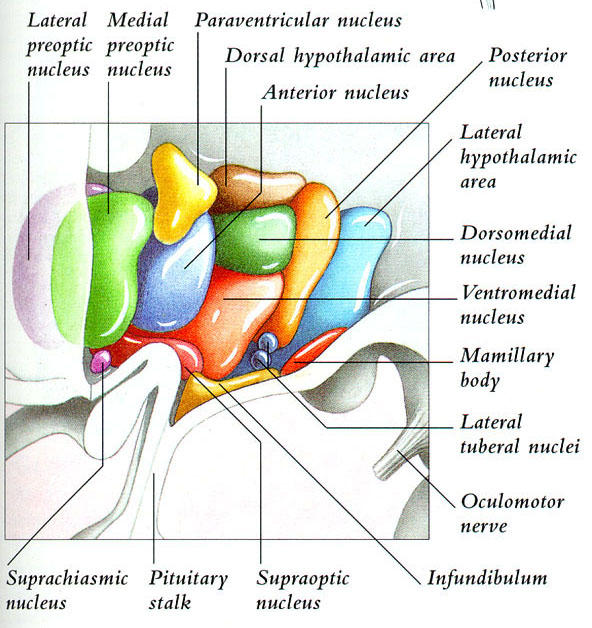 Lateral
preoptic
nucleus
Medial
preoptic
nucleus
Paraventricular nucleus
Dorsal hypothalamic area
Anterior nucleus
Posterior
nucleus
Lateral
hypothalamic
area
Dorsomedial
nucleus
Ventromedial
nucleus
Mamillary
body
Lateral
tuberal nuclei
Oculomotor
nerve
Suprachiasmic
nucleus
Pituitary
stalk
Supraoptic
nucleus
Infundibulum